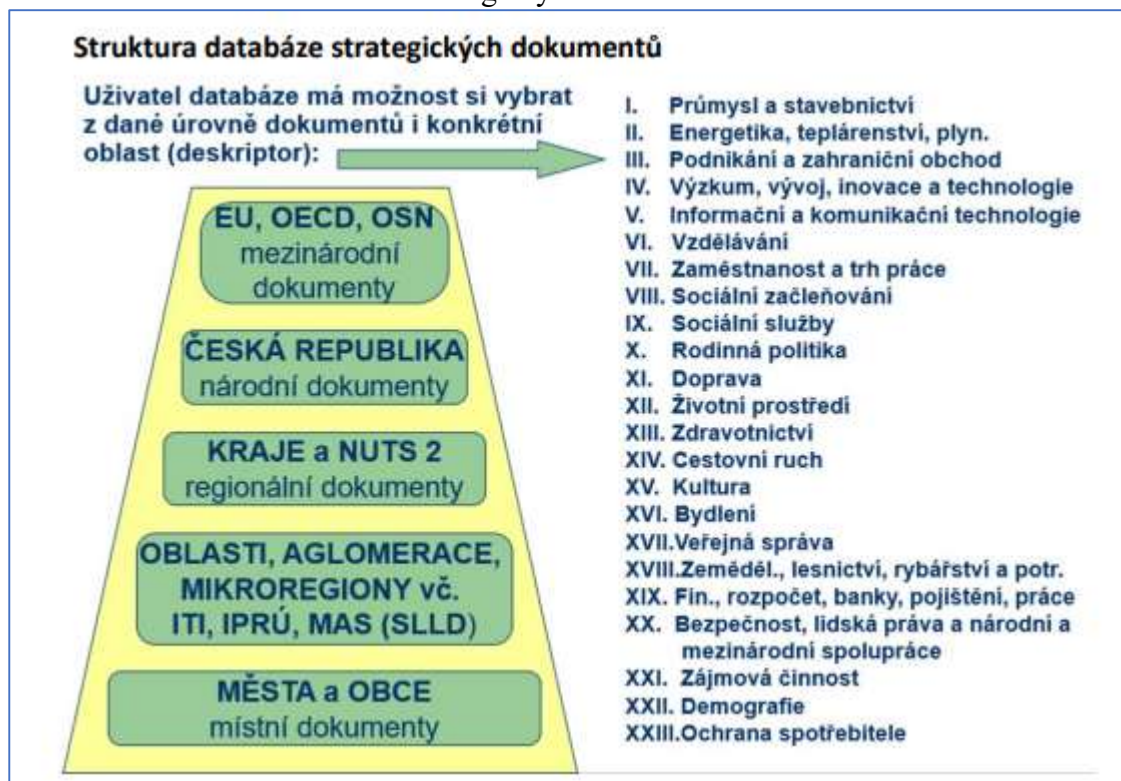 Struktura databáze strategických dokumentů
Uživatel databáze má možnost si vybrat
z dané úrovně dokumentů i konkrétní
oblast (deskriptor):
EU, OECD, OSN
mezinárodní
dokumenty
ČESKÁ REPUBLIKA
národní dokumenty
KRAJE a NUTS 2
regionální dokumenty
OBLASTI, AGLOMERACE,
MIKROREGIONY vč.
ITI, IPRÚ, MAS (SLLD)
MĚSTA a OBCE
místní dokumenty
I. Průmysl a stavebnictví
II. Energetika, teplárenství, plyn.
III. Podnikání a zahraniční obchod
IV. Výzkum, vývoj, inovace a technologie
V. Informační a komunikační technologie
VI. Vzdělávání
VII. Zaměstnanost a trh práce
VIII. Sociální začleňování
IX. Sociální služby
X. Rodinná politika
XI. Doprava
XII. Životní prostředí
XIII. Zdravotnictví
XIV. Cestovní ruch
XV. Kultura
XVI. Bydlení
XVII.Veřejná správa
XVIII.Zeměděl., lesnictví, rybářství a potr.
XIX. Fin., rozpočet, banky, pojištění, práce
XX. Bezpečnost, lidská práva a národní a
mezinárodní spolupráce
XXI. Zájmová činnost
XXII. Demografie
XXIII.Ochrana spotřebitele